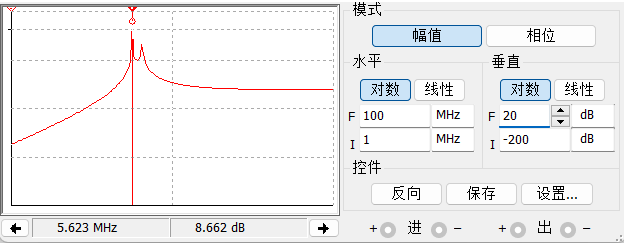 模式
幅值 相位
水平 垂直
对数 线性 对数 线性
F 100 MHz F 20 dB
I 1 MHz I -200 dB
控件
反向 保存 设置...
5.623 MHz 8.662 dB
+ 进 - + 出 -